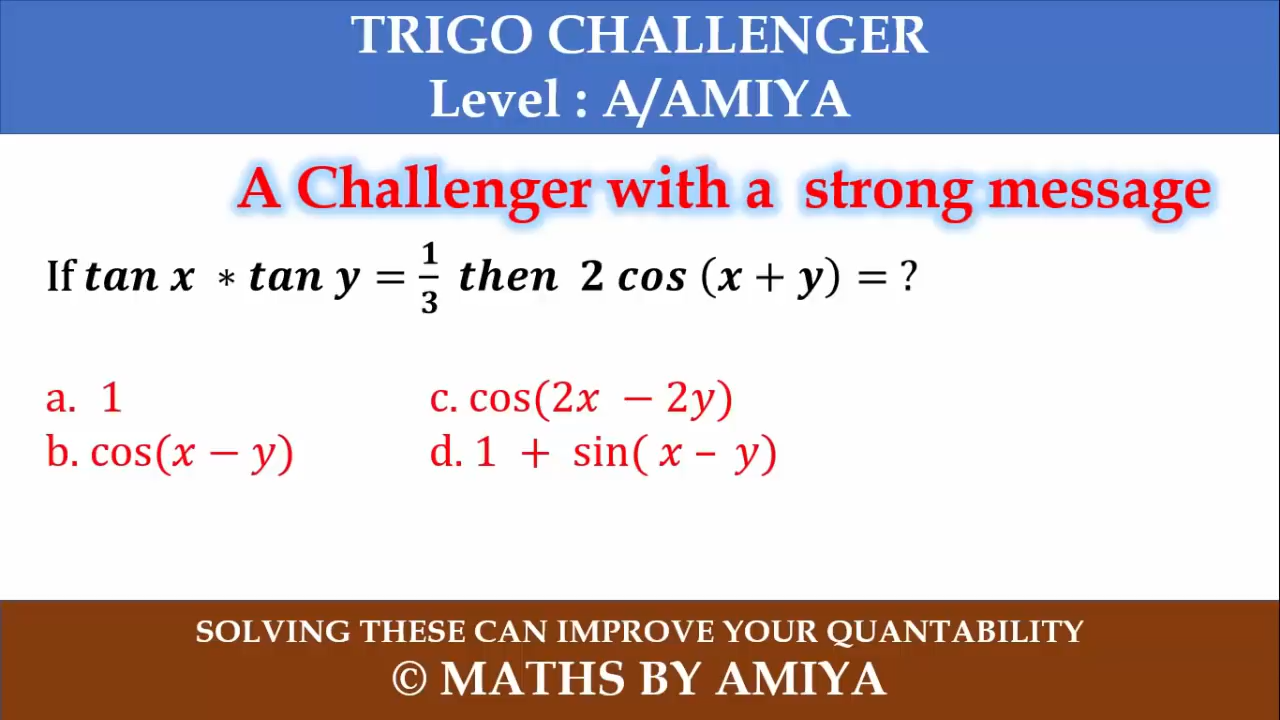 TRIGO CHALLENGER
Level : A/AMIYA
A Challenger with a strong message
If tan x * tan y = 1/3 then 2 cos (x + y) = ?
a. 1
c. cos(2x − 2y)
b. cos(x − y)
d. 1 + sin( x – y)
SOLVING THESE CAN IMPROVE YOUR QUANTABILITY
© MATHS BY AMIYA